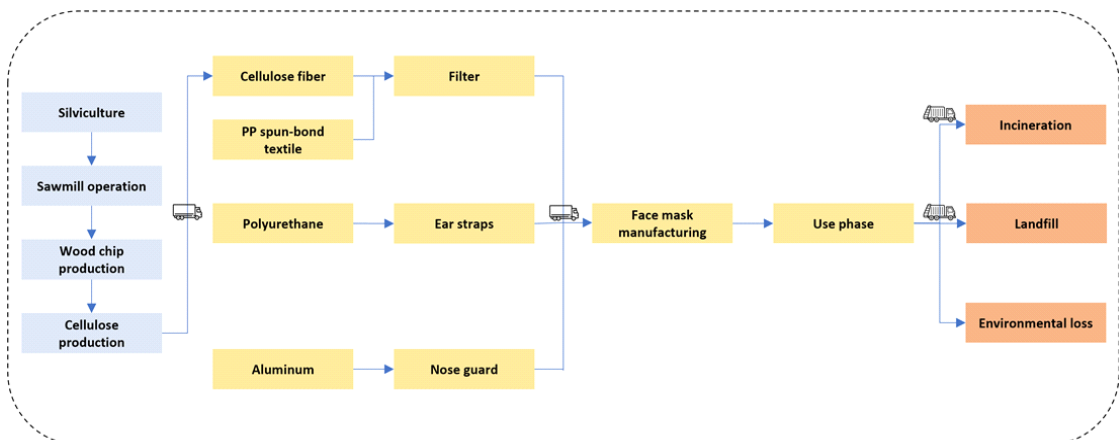 Silviculture
Sawmill operation
Wood chip
production
Cellulose
production
Cellulose fiber
PP spun-bond
textile
Polyurethane
Aluminum
Filter
Ear straps
Nose guard
Face mask
manufacturing
Use phase
Incineration
Landfill
Environmental loss